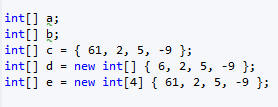 int[] a;
int[] b;
int[] c = { 61, 2, 5, -9 };
int[] d = new int[] { 6, 2, 5, -9 };
int[] e = new int[4] { 61, 2, 5, -9 };